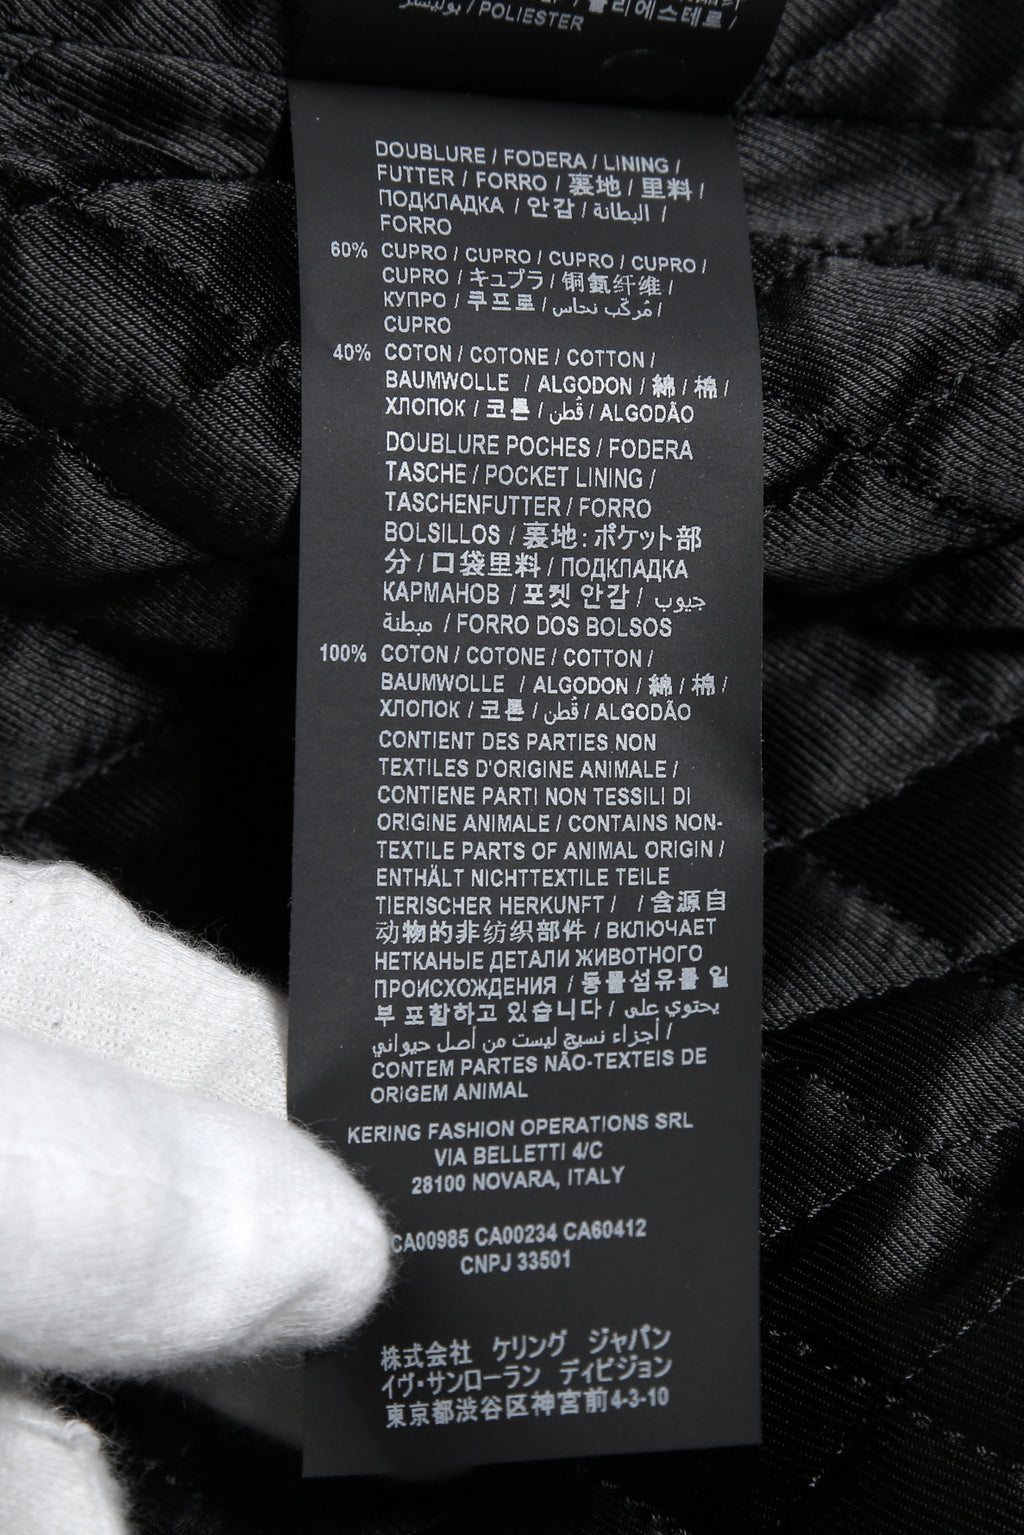 بوليستر / POLIESTER / 폴리에스테르 /
DOUBLURE / FODERA / LINING /
FUTTER / FORRO / 裏地 / 里料 /
ПОДКЛАДКА / 안감 / البطانة /
FORRO
60% CUPRO / CUPRO / CUPRO / CUPRO /
CUPRO / キュプラ / 铜氨纤维 /
КУПРО / 쿠프로 / مُركّب نحاس /
CUPRO
40% COTON / COTONE / COTTON /
BAUMWOLLE / ALGODON / 綿 / 棉 /
ХЛОПОК / 코튼 / قُطن / ALGODÃO
DOUBLURE POCHES / FODERA
TASCHE / POCKET LINING /
TASCHENFUTTER / FORRO
BOLSILLOS / 裏地:ポケット部
分 / 口袋里料 / ПОДКЛАДКА
КАРМАНОВ / 포켓 안감 / جيوب
مبطنة / FORRO DOS BOLSOS
100% COTON / COTONE / COTTON /
BAUMWOLLE / ALGODON / 綿 / 棉 /
ХЛОПОК / 코튼 / قُطن / ALGODÃO
CONTIENT DES PARTIES NON
TEXTILES D'ORIGINE ANIMALE /
CONTIENE PARTI NON TESSILI DI
ORIGINE ANIMALE / CONTAINS NON-
TEXTILE PARTS OF ANIMAL ORIGIN /
ENTHÄLT NICHTTEXTILE TEILE
TIERISCHER HERKUNFT / / 含源自
动物的非纺织部件 / ВКЛЮЧАЕТ
НЕТКАНЫЕ ДЕТАЛИ ЖИВОТНОГО
ПРОИСХОЖДЕНИЯ / 동물섬유를 일
부 포함하고 있습니다 / يحتوي على
أجزاء نسيج ليست من أصل حيواني /
CONTEM PARTES NÃO-TEXTEIS DE
ORIGEM ANIMAL
KERING FASHION OPERATIONS SRL
VIA BELLETTI 4/C
28100 NOVARA, ITALY
CA00985 CA00234 CA60412
CNPJ 33501
株式会社 ケリング ジャパン
イヴ・サンローラン ディビジョン
東京都渋谷区神宮前4-3-10